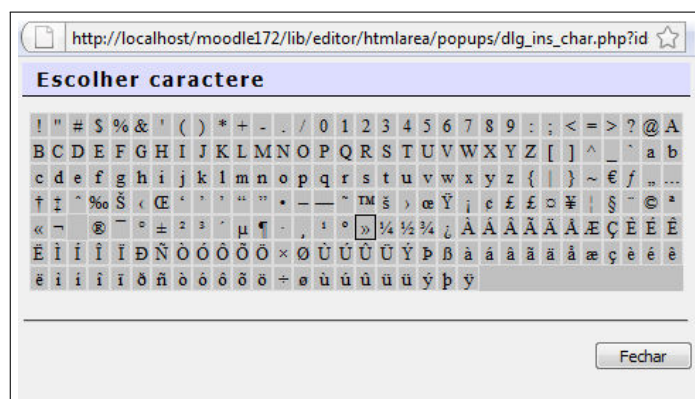 http://localhost/moodle172/lib/editor/htmlarea/popups/dlg_ins_char.php?id
Escolher caractere
! " # $ % & ' ( ) * + - . / 0 1 2 3 4 5 6 7 8 9 : ; < = > ? @ A
B C D E F G H I J K L M N O P Q R S T U V W X Y Z [ ] ^ _ ` a b
c d e f g h i j k l m n o p q r s t u v w x y z { | } ~ € ƒ „ …
† ‡ ˆ ‰ Š ‹ Œ ‘ ’ ‘ “ ” • – — ˜ ™ š › œ Ÿ ¡ ¢ £ £ ¤ ¥ ¦ § ¨ © ª
« ¬ ® ¯ ° ± ² ³ ´ µ ¶ · ¸ ¹ º » ¼ ½ ¾ ¿ À Á Â Ã Ä Å Æ Ç È É Ê
Ë Ì Í Î Ï Ð Ñ Ò Ó Ô Õ Ö × Ø Ù Ú Û Ü Ý Þ ß à á â ã ä å æ ç è é ê
ë ì í î ï ð ñ ò ó ô õ ö ÷ ø ù ú û ü ü ý þ ÿ
Fechar